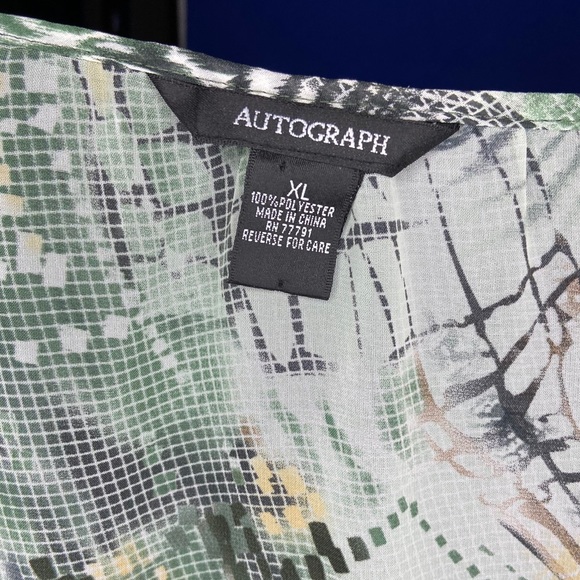 AUTOGRAPH
XL
100% POLYESTER
MADE IN CHINA
RN 77791
REVERSE FOR CARE